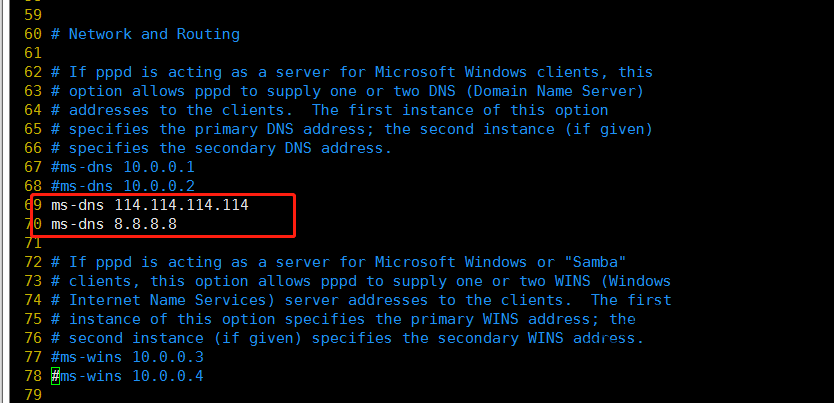 59
60 # Network and Routing
61
62 # If pppd is acting as a server for Microsoft Windows clients, this
63 # option allows pppd to supply one or two DNS (Domain Name Server)
64 # addresses to the clients.  The first instance of this option
65 # specifies the primary DNS address; the second instance (if given)
66 # specifies the secondary DNS address.
67 #ms-dns 10.0.0.1
68 #ms-dns 10.0.0.2
69 ms-dns 114.114.114.114
70 ms-dns 8.8.8.8
71
72 # If pppd is acting as a server for Microsoft Windows or "Samba"
73 # clients, this option allows pppd to supply one or two WINS (Windows
74 # Internet Name Services) server addresses to the clients.  The first
75 # instance of this option specifies the primary WINS address; the
76 # second instance (if given) specifies the secondary WINS address.
77 #ms-wins 10.0.0.3
78 #ms-wins 10.0.0.4
79